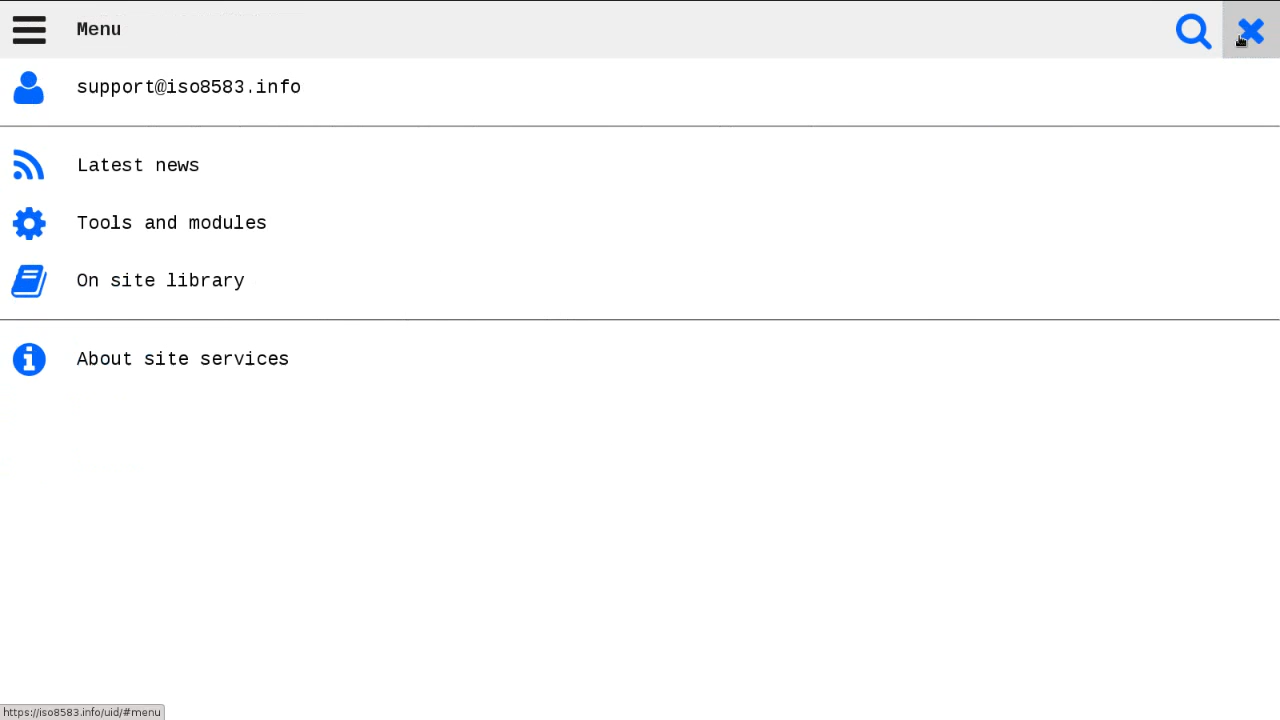 Menu
support@iso8583.info
Latest news
Tools and modules
On site library
About site services
https://iso8583.info/uid/#menu